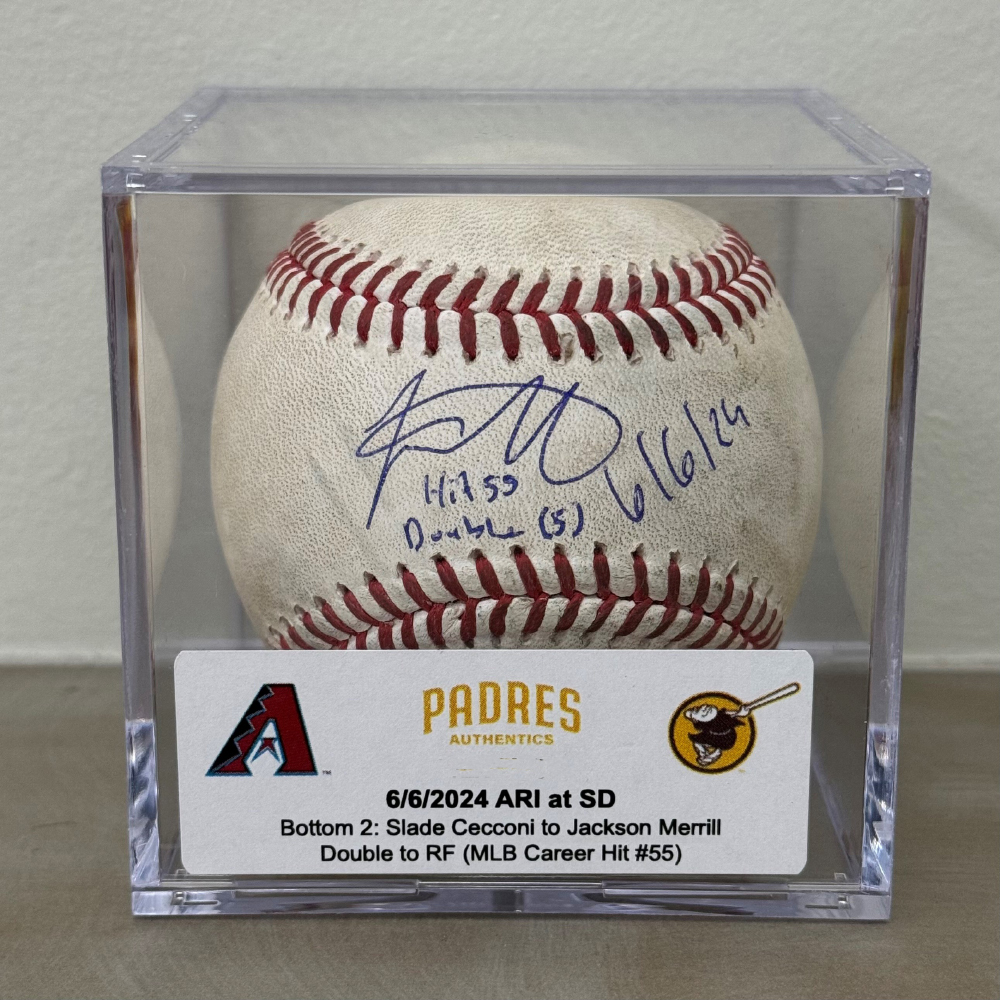 Hit 55
Double (5)
6/6/24
PADRES
AUTHENTICS
6/6/2024 ARI at SD
Bottom 2: Slade Cecconi to Jackson Merrill
Double to RF (MLB Career Hit #55)